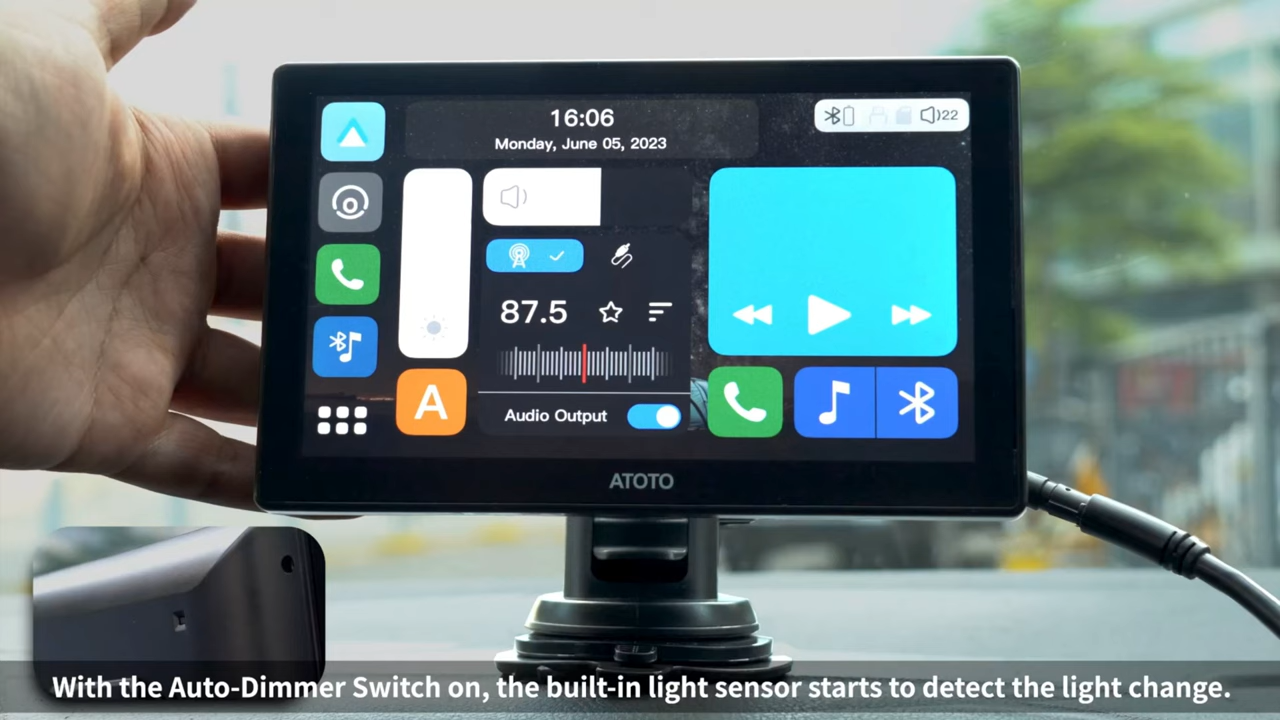 16:06
Monday, June 05, 2023
22
87.5
A
Audio Output
ATOTO
With the Auto-Dimmer Switch on, the built-in light sensor starts to detect the light change.